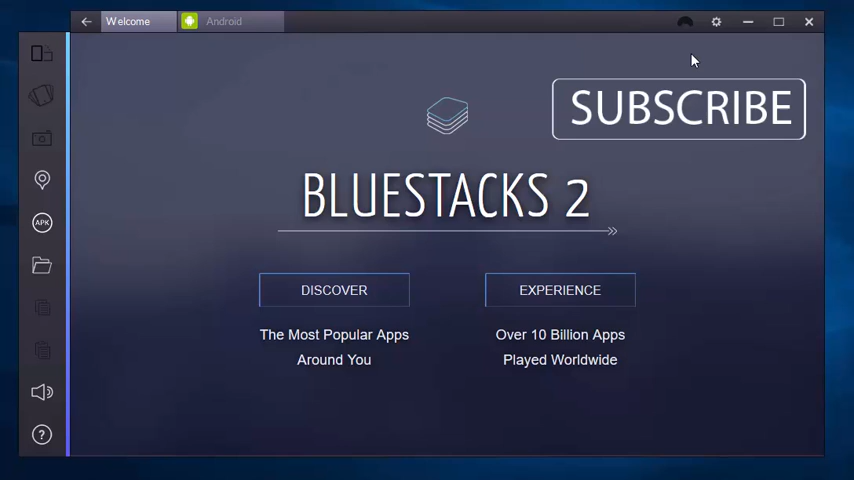 Welcome
Android
SUBSCRIBE
BLUESTACKS 2
DISCOVER
EXPERIENCE
The Most Popular Apps
Around You
Over 10 Billion Apps
Played Worldwide
APK
?